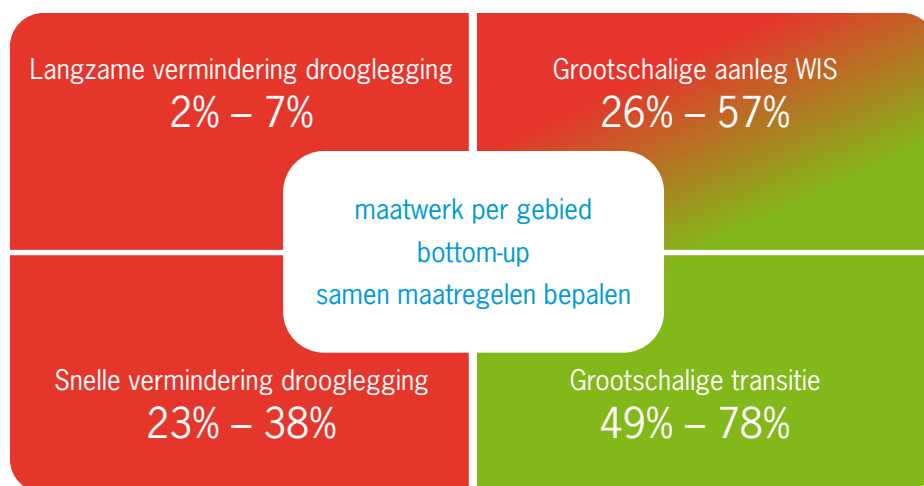 Langzame vermindering drooglegging
2% – 7%
Grootschalige aanleg WIS
26% – 57%
maatwerk per gebied
bottom-up
samen maatregelen bepalen
Snelle vermindering drooglegging
23% – 38%
Grootschalige transitie
49% – 78%